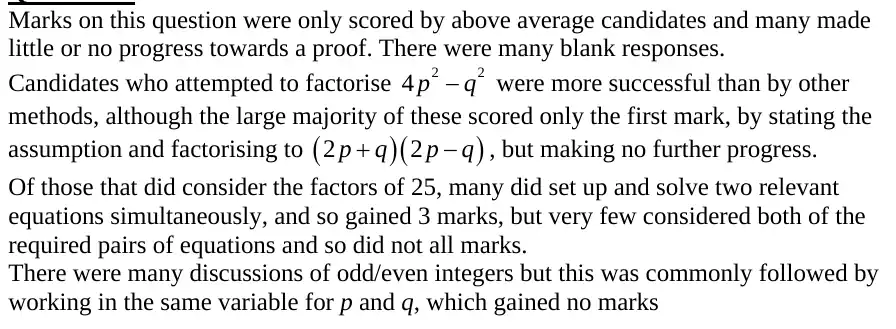 Marks on this question were only scored by above average candidates and many made
little or no progress towards a proof. There were many blank responses.
Candidates who attempted to factorise 4p² − q² were more successful than by other
methods, although the large majority of these scored only the first mark, by stating the
assumption and factorising to (2p + q)(2p − q), but making no further progress.
Of those that did consider the factors of 25, many did set up and solve two relevant
equations simultaneously, and so gained 3 marks, but very few considered both of the
required pairs of equations and so did not all marks.
There were many discussions of odd/even integers but this was commonly followed by
working in the same variable for p and q, which gained no marks